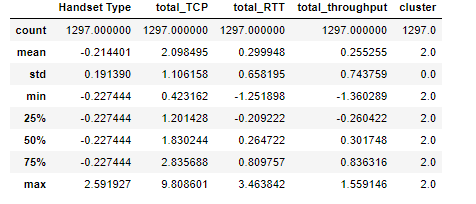 Handset Type total_TCP total_RTT total_throughput cluster
count 1297.000000 1297.000000 1297.000000 1297.000000 1297.0
mean -0.214401 2.098495 0.299948 0.255255 2.0
std 0.191390 1.106158 0.658195 0.743759 0.0
min -0.227444 0.423162 -1.251898 -1.360289 2.0
25% -0.227444 1.201428 -0.209222 -0.260422 2.0
50% -0.227444 1.830244 0.264722 0.301748 2.0
75% -0.227444 2.835688 0.809757 0.836316 2.0
max 2.591927 9.808601 3.463842 1.559146 2.0